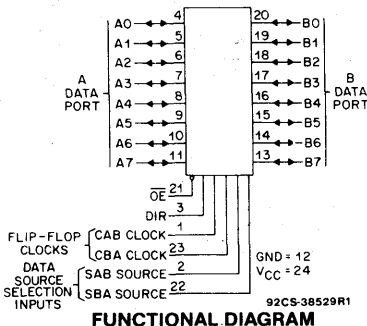 A0 4 20 B0
A1 5 19 B1
A2 6 18 B2
A3 7 17 B3
A4 8 16 B4
A5 9 15 B5
A6 10 14 B6
A7 11 13 B7
A
DATA
PORT
B
DATA
PORT
OE 21
DIR 3
FLIP-FLOP
CLOCKS
CAB CLOCK 1
CBA CLOCK 23
DATA
SOURCE
SELECTION
INPUTS
SAB SOURCE 2
SBA SOURCE 22
GND = 12
VCC = 24
92CS-38529R1
FUNCTIONAL DIAGRAM